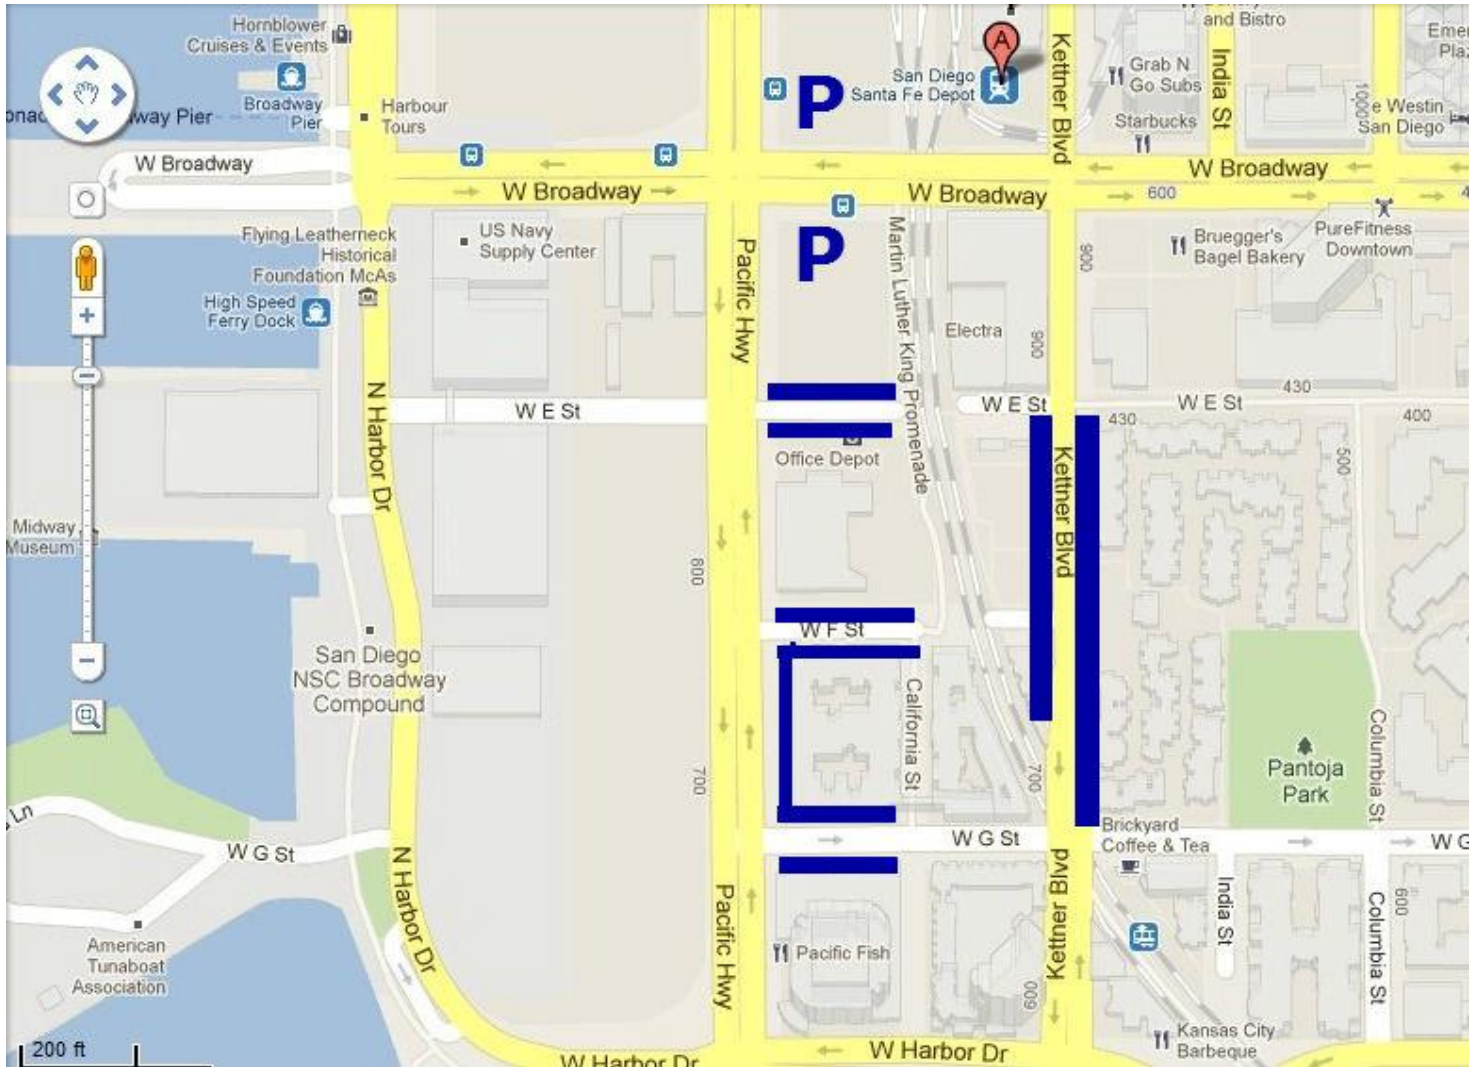 Hornblower
Cruises & Events
Broadway
Pier
way Pier
Harbour
Tours
W Broadway
W Broadway
P
San Diego
Santa Fe Depot
A
Kettner Blvd
and Bistro
Grab N
Go Subs
Starbucks
India St
1000
e Westin
San Diego
W Broadway
W Broadway
600
Flying Leatherneck
Historical
Foundation McAs
High Speed
Ferry Dock
US Navy
Supply Center
Pacific Hwy
P
Martin Luther King Promenade
Electra
900
900
Bruegger's
Bagel Bakery
PureFitness
Downtown
N Harbor Dr
W E St
W E St
W E St
430
430
400
Office Depot
Kettner Blvd
500
Midway
Museum
800
W F St
San Diego
NSC Broadway
Compound
California St
700
700
Pantoja
Park
Columbia St
Ln
W G St
W G St
W G
Brickyard
Coffee & Tea
N Harbor Dr
Pacific Hwy
Kettner Blvd
India St
Columbia St
600
American
Tunaboat
Association
Pacific Fish
600
Kansas City
Barbeque
200 ft
W Harbor Dr
W Harbor Dr